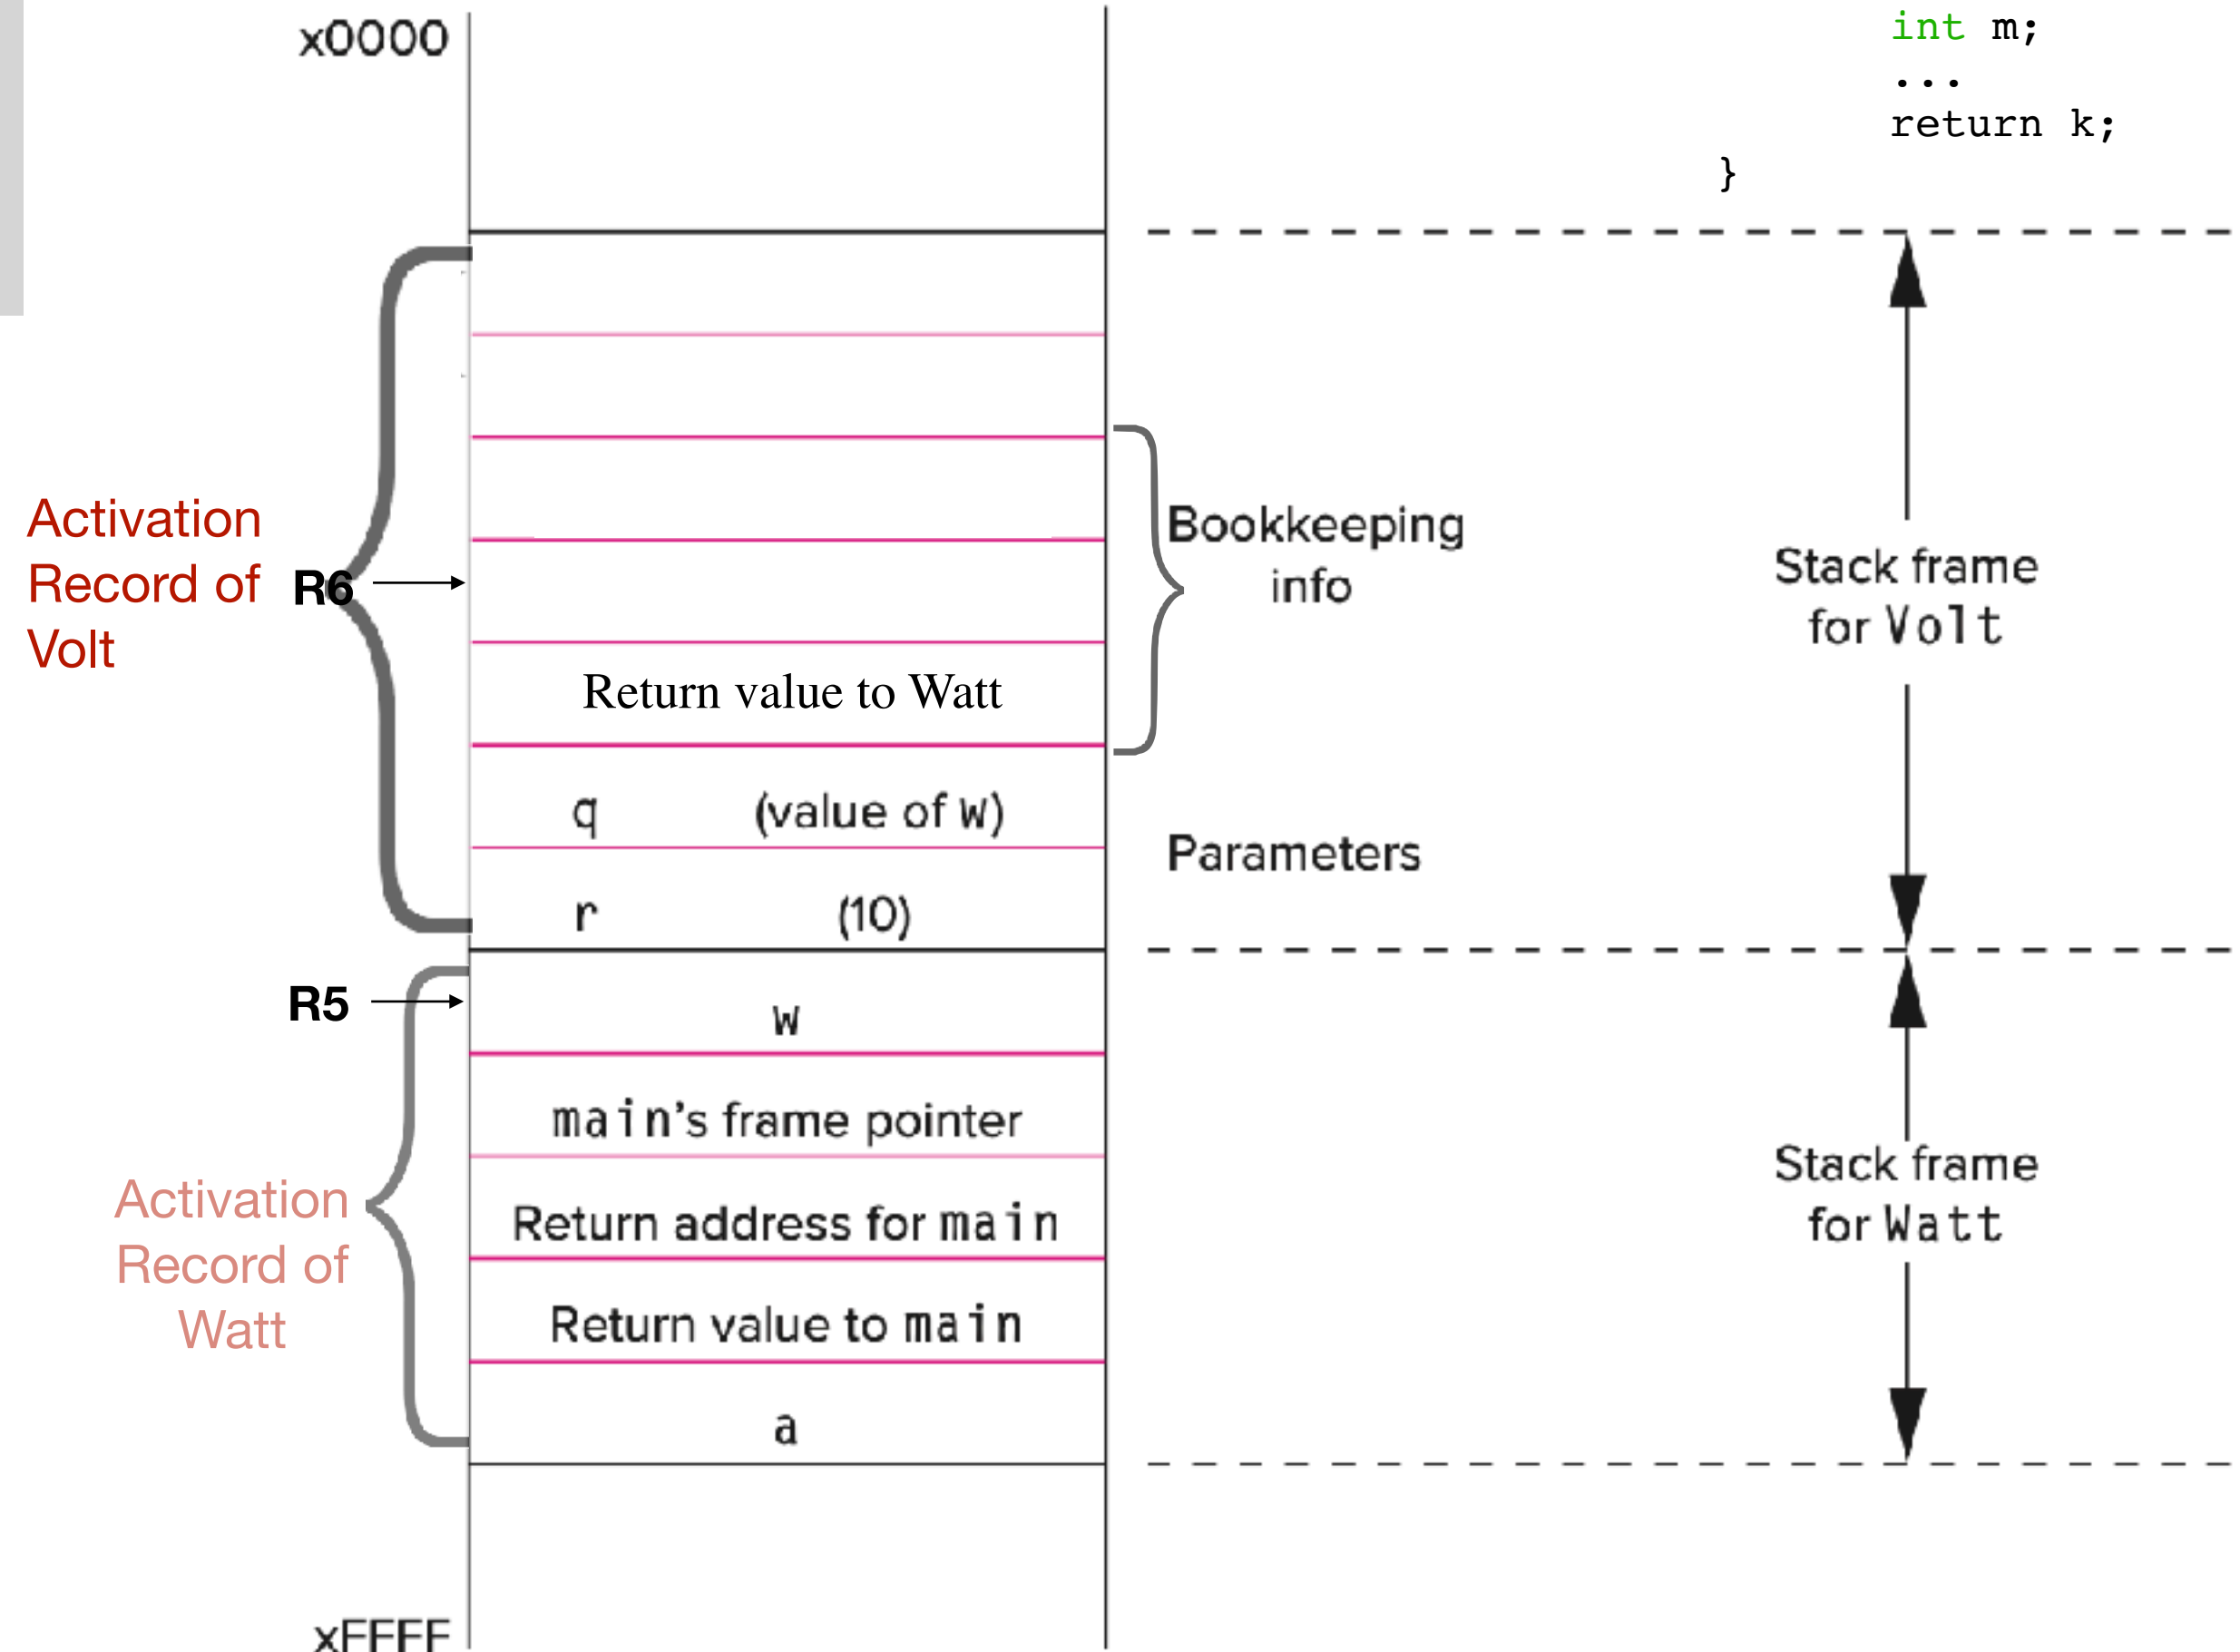 x0000
int m;
...
return k;
}
Activation
Record of
Volt
R6
Bookkeeping
info
Stack frame
for Volt
Return value to Watt
q (value of W)
Parameters
r (10)
R5
w
main's frame pointer
Activation
Record of
Watt
Return address for main
Stack frame
for Watt
Return value to main
a
xFFFF